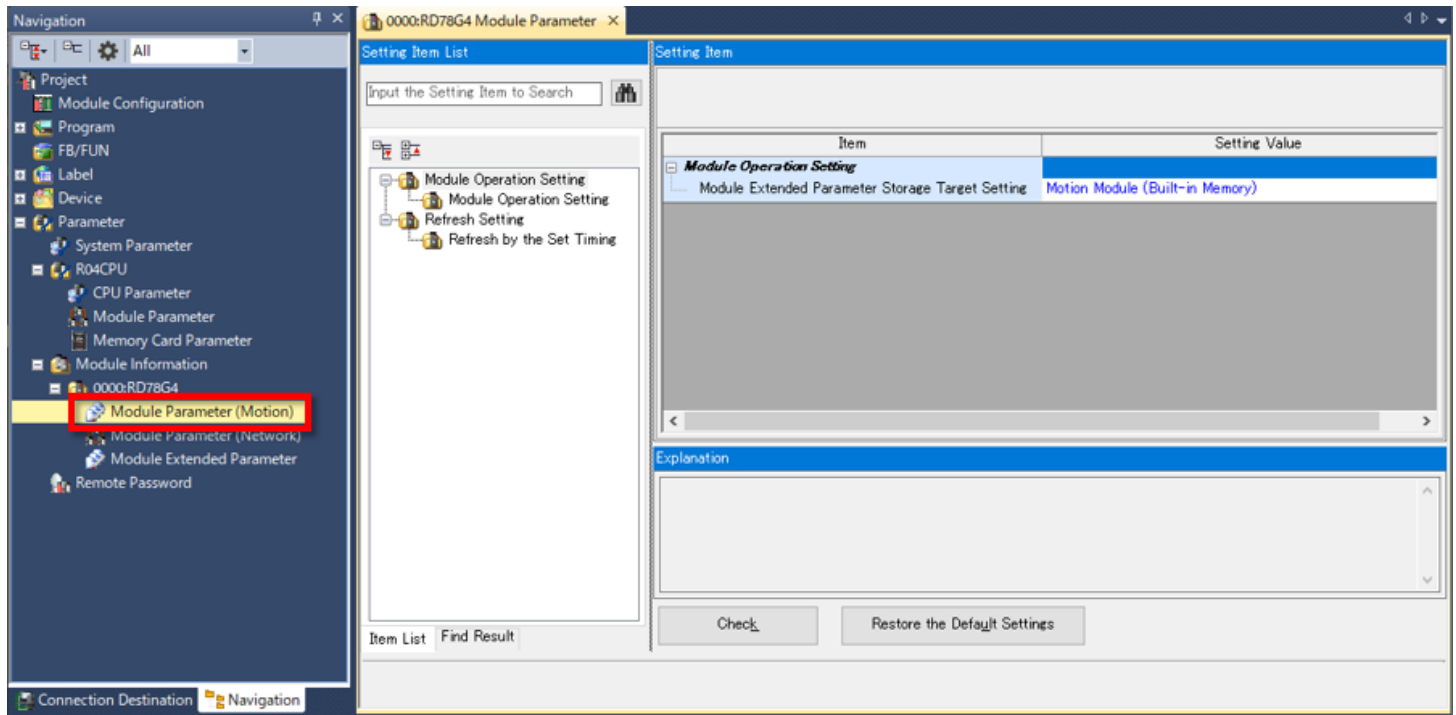 Navigation
All
Project
Module Configuration
Program
FB/FUN
Label
Device
Parameter
System Parameter
R04CPU
CPU Parameter
Module Parameter
Memory Card Parameter
Module Information
0000:RD78G4
Module Parameter (Motion)
Module Parameter (Network)
Module Extended Parameter
Remote Password
Connection Destination
Navigation
0000:RD78G4 Module Parameter
Setting Item List
Input the Setting Item to Search
Module Operation Setting
Module Operation Setting
Refresh Setting
Refresh by the Set Timing
Item List
Find Result
Setting Item
Item Setting Value
Module Operation Setting
Module Extended Parameter Storage Target Setting Motion Module (Built-in Memory)
Explanation
Check
Restore the Default Settings